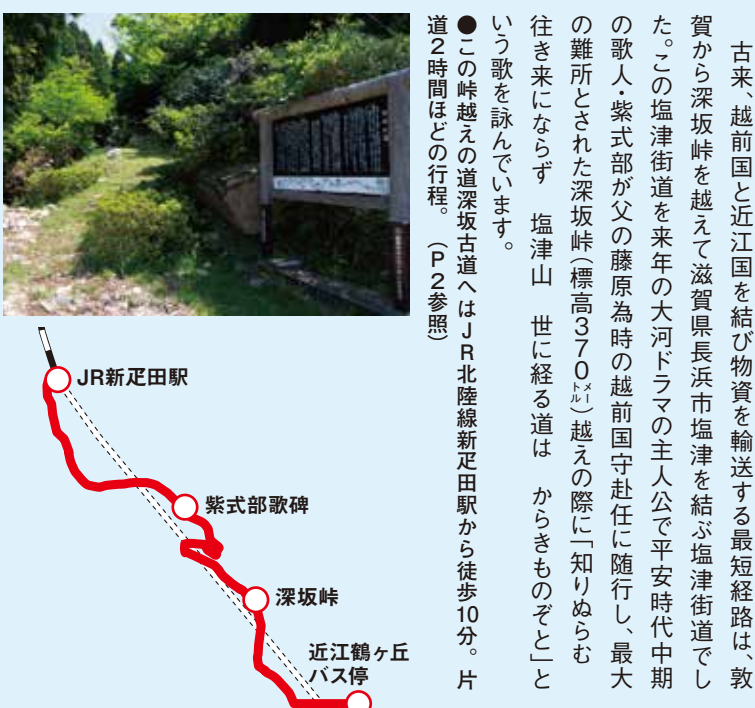 古来、越前国と近江国を結び物資を輸送する最短経路は、敦
賀から深坂峠を越えて滋賀県長浜市塩津を結ぶ塩津街道でし
た。この塩津街道を来年の大河ドラマの主人公で平安時代中期
の歌人・紫式部が父の藤原為時の越前国守赴任に随行し、最大
の難所とされた深坂峠（標高370㍍）越えの際に「知りぬらむ
往き来にならず　塩津山　世に経る道は　からきものぞと」と
いう歌を詠んでいます。
●この峠越えの道深坂古道へはJR北陸線新疋田駅から徒歩10分。片
道2時間ほどの行程。　（P2参照）
JR新疋田駅
紫式部歌碑
深坂峠
近江鶴ヶ丘
バス停